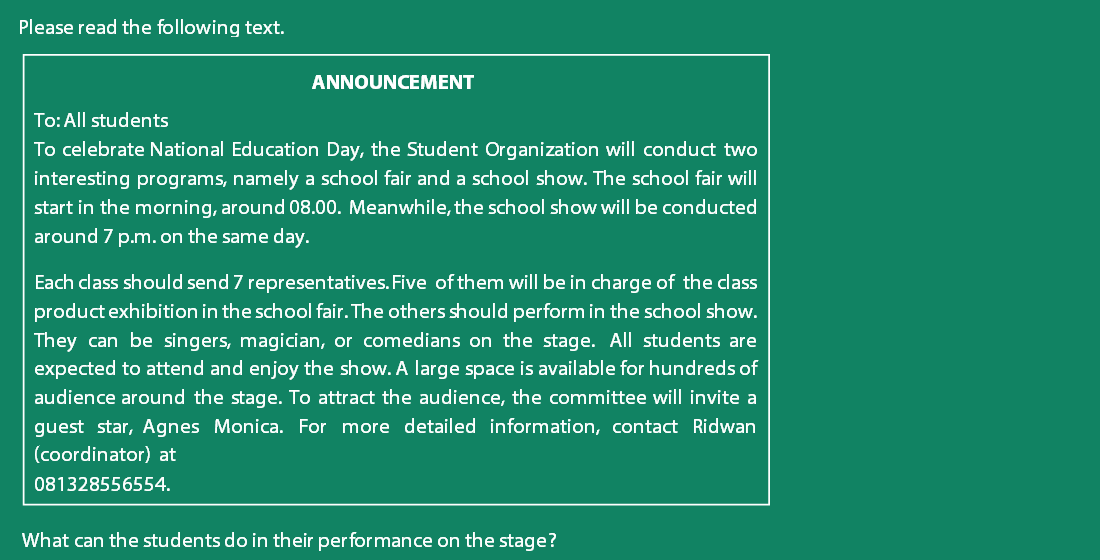 Please read the following text.
ANNOUNCEMENT
To: All students
To celebrate National Education Day, the Student Organization will conduct two
interesting programs, namely a school fair and a school show. The school fair will
start in the morning, around 08.00. Meanwhile, the school show will be conducted
around 7 p.m. on the same day.
Each class should send 7 representatives. Five of them will be in charge of the class
product exhibition in the school fair. The others should perform in the school show.
They can be singers, magician, or comedians on the stage. All students are
expected to attend and enjoy the show. A large space is available for hundreds of
audience around the stage. To attract the audience, the committee will invite a
guest star, Agnes Monica. For more detailed information, contact Ridwan
(coordinator) at
081328556554.
What can the students do in their performance on the stage?